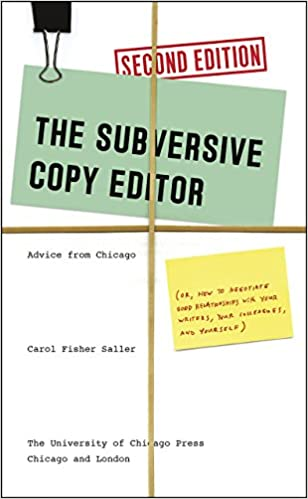 SECOND EDITION
THE SUBVERSIVE
COPY EDITOR
Advice from Chicago
(OR, HOW TO NEGOTIATE
GOOD RELATIONSHIPS WITH YOUR
WRITERS, YOUR COLLEAGUES,
AND YOURSELF)
Carol Fisher Saller
The University of Chicago Press
Chicago and London